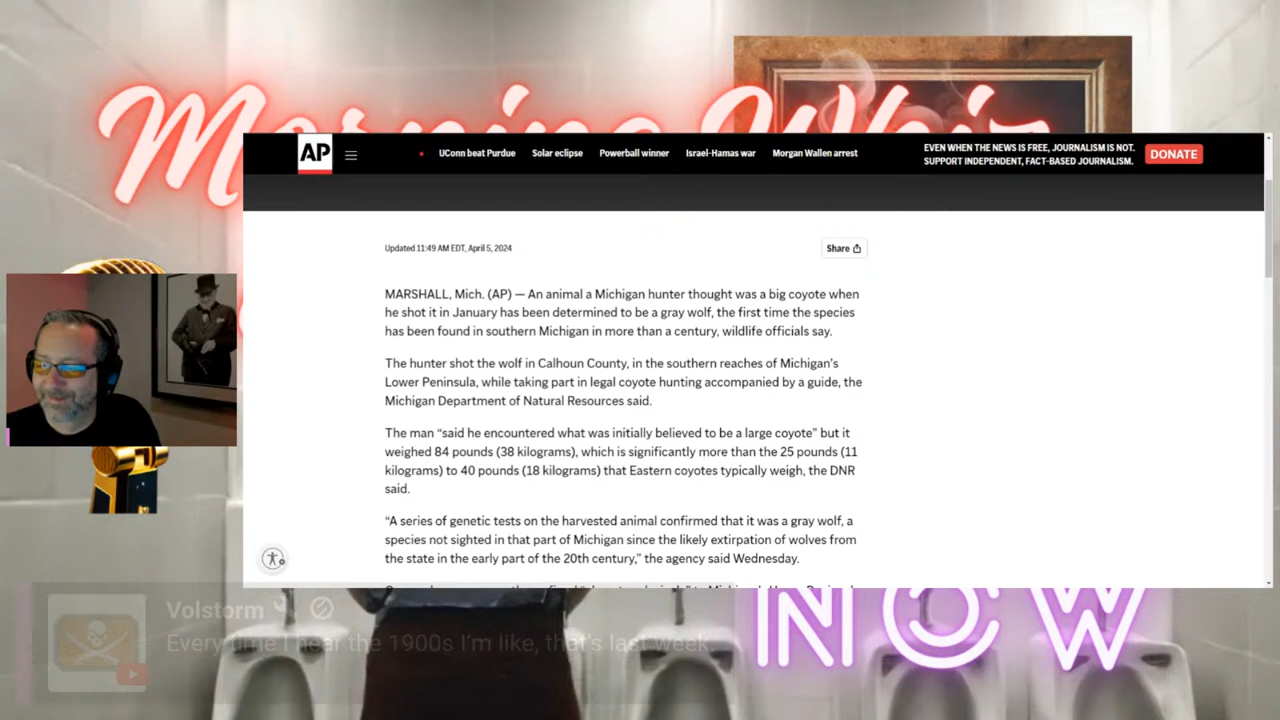 Morning Whiz
AP
UConn beat Purdue
Solar eclipse
Powerball winner
Israel-Hamas war
Morgan Wallen arrest
EVEN WHEN THE NEWS IS FREE, JOURNALISM IS NOT.
SUPPORT INDEPENDENT, FACT-BASED JOURNALISM.
DONATE
Updated 11:49 AM EDT, April 5, 2024
Share
MARSHALL, Mich. (AP) — An animal a Michigan hunter thought was a big coyote when
he shot it in January has been determined to be a gray wolf, the first time the species
has been found in southern Michigan in more than a century, wildlife officials say.
The hunter shot the wolf in Calhoun County, in the southern reaches of Michigan’s
Lower Peninsula, while taking part in legal coyote hunting accompanied by a guide, the
Michigan Department of Natural Resources said.
The man “said he encountered what was initially believed to be a large coyote” but it
weighed 84 pounds (38 kilograms), which is significantly more than the 25 pounds (11
kilograms) to 40 pounds (18 kilograms) that Eastern coyotes typically weigh, the DNR
said.
“A series of genetic tests on the harvested animal confirmed that it was a gray wolf, a
species not sighted in that part of Michigan since the likely extirpation of wolves from
the state in the early part of the 20th century,” the agency said Wednesday.
Volstorm
Every time I hear the 1900s I'm like, that's last week.
NOW